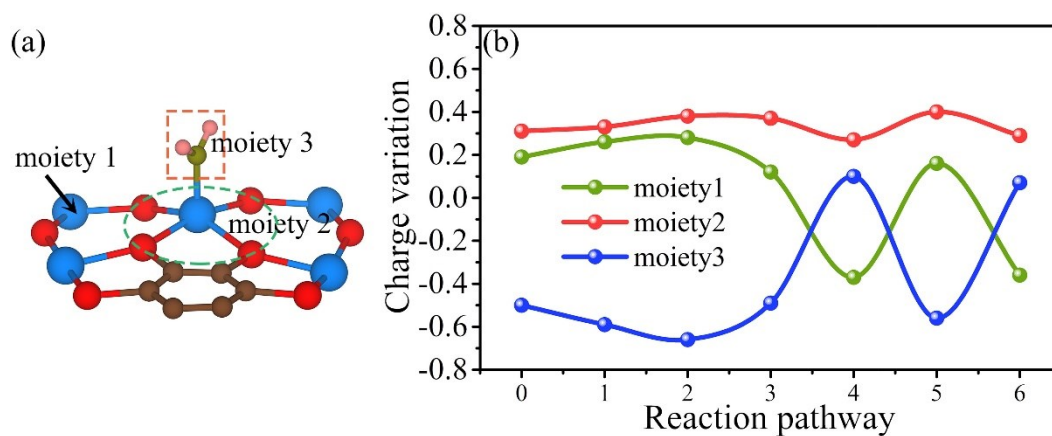 (a)
moiety 1
moiety 3
moiety 2
(b)
Charge variation
0.8
0.6
0.4
0.2
0.0
-0.2
-0.4
-0.6
-0.8
moiety1
moiety2
moiety3
0 1 2 3 4 5 6
Reaction pathway